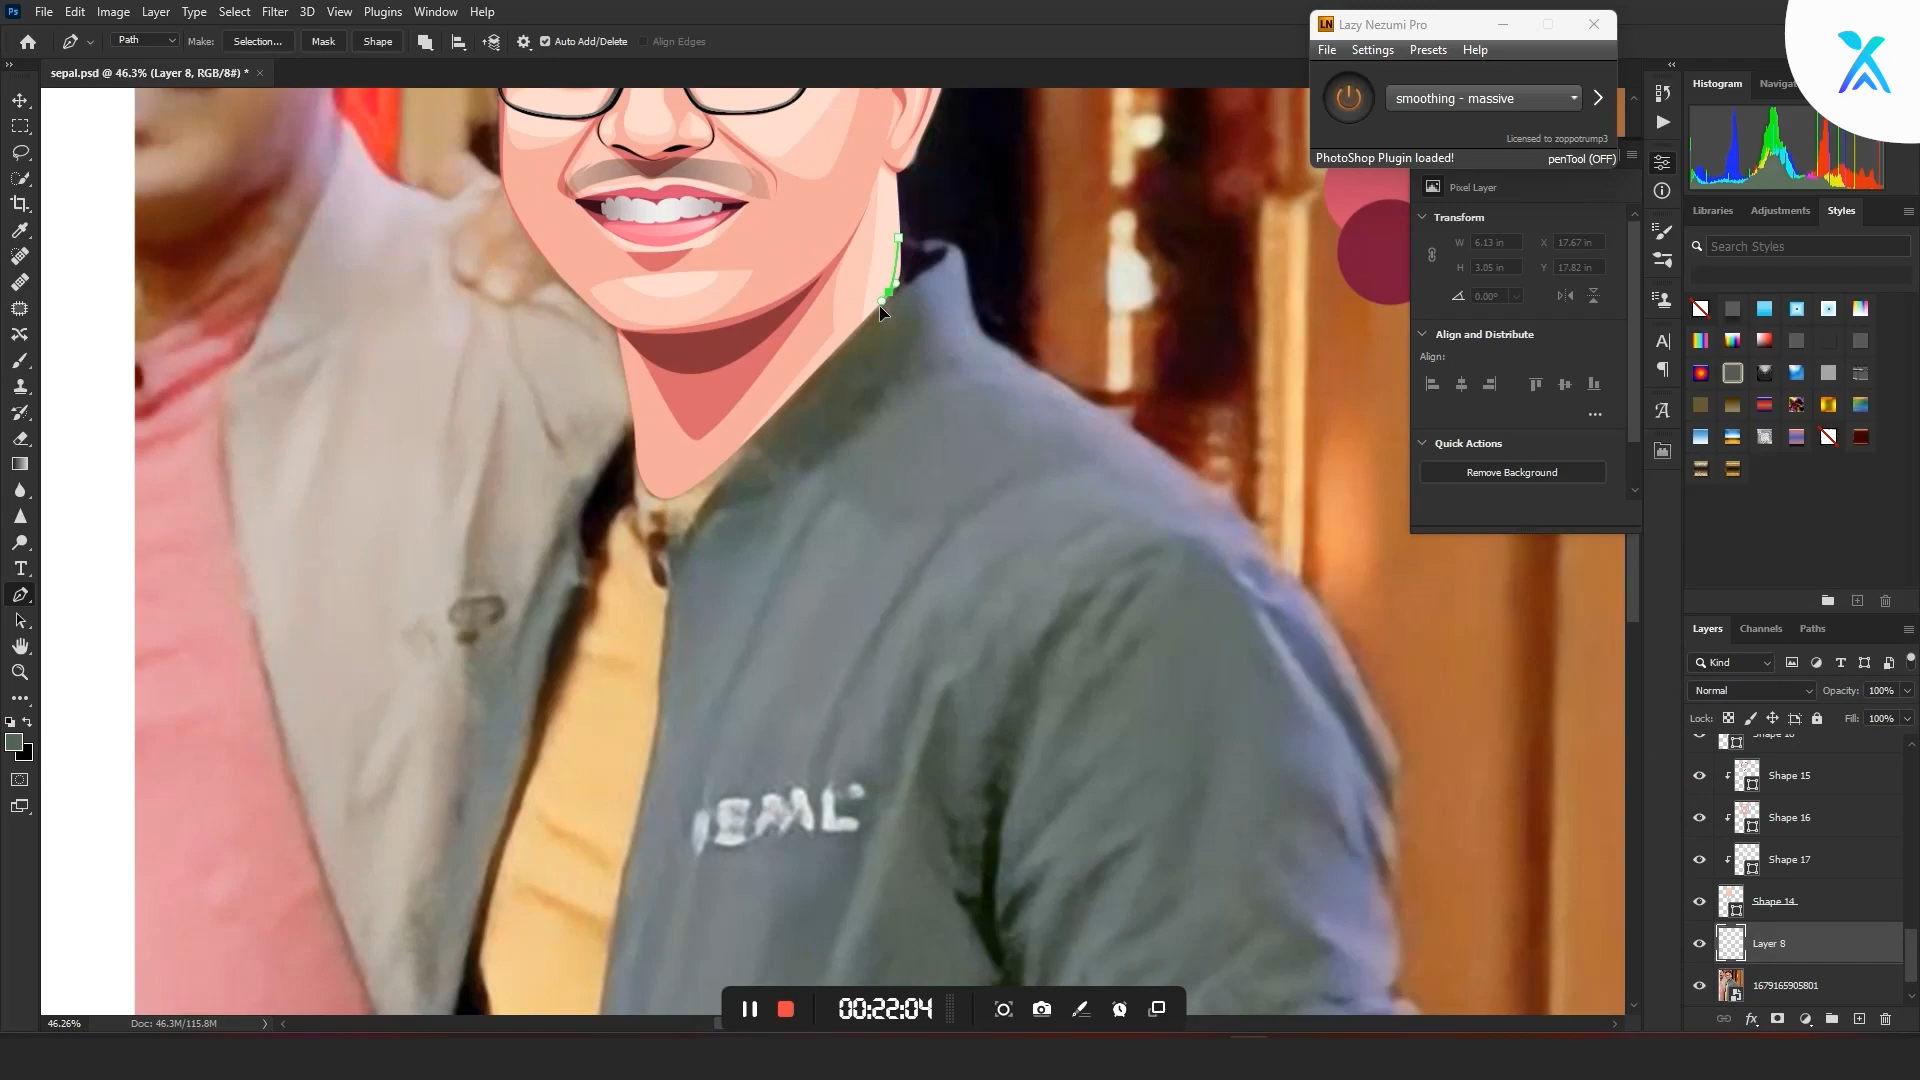 Ps File Edit Image Layer Type Select Filter 3D View Plugins Window Help
Path Make: Selection... Mask Shape Auto Add/Delete Align Edges
sepal.psd @ 46.3% (Layer 8, RGB/8#) *
LN Lazy Nezumi Pro
File Settings Presets Help
smoothing - massive
Licensed to zoppotrump3
PhotoShop Plugin loaded! penTool (OFF)
Pixel Layer
Transform
W 6.13 in X 17.67 in
H 3.05 in Y 17.82 in
0.00°
Align and Distribute
Align:
Quick Actions
Remove Background
Histogram
Libraries Adjustments Styles
Search Styles
Layers Channels Paths
Kind
Normal Opacity: 100%
Lock: Fill: 100%
Shape 15
Shape 16
Shape 17
Shape 14
Layer 8
1679165905801
00:22:04
46.26% Doc: 46.3M/115.8M